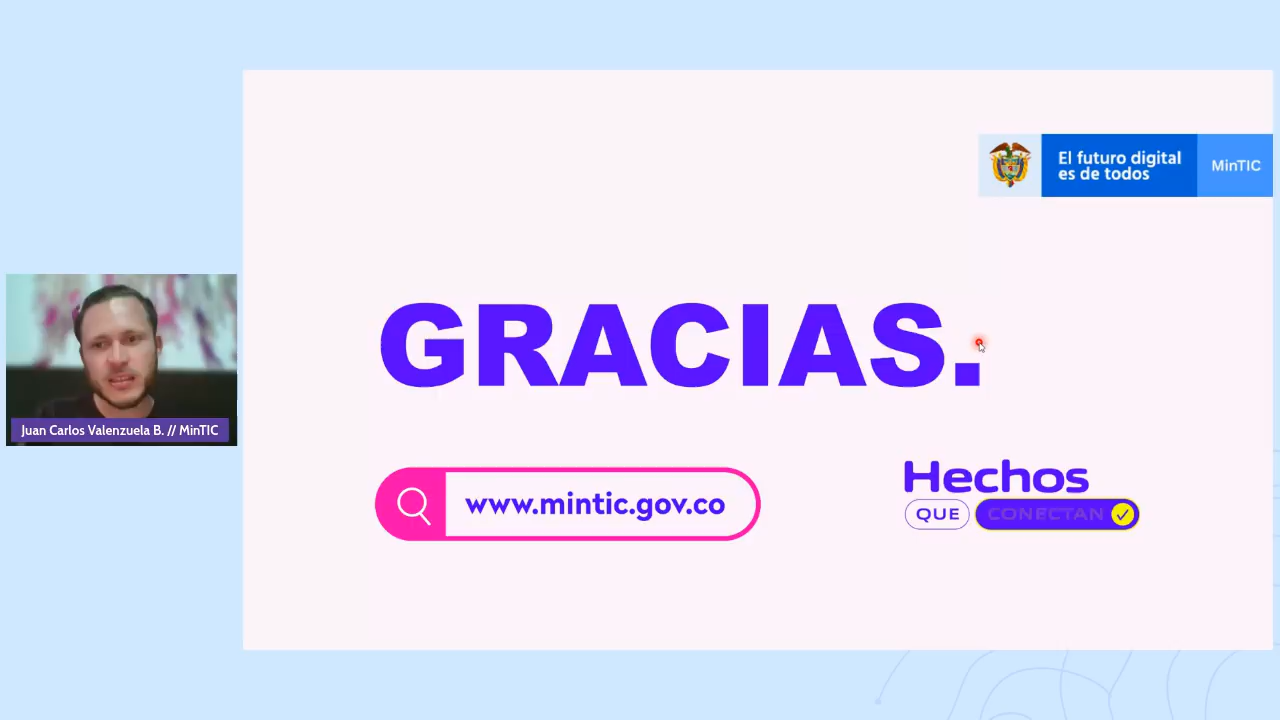 El futuro digital
es de todos
MinTIC
GRACIAS.
Juan Carlos Valenzuela B. // MinTIC
www.mintic.gov.co
Hechos
QUE CONECTAN